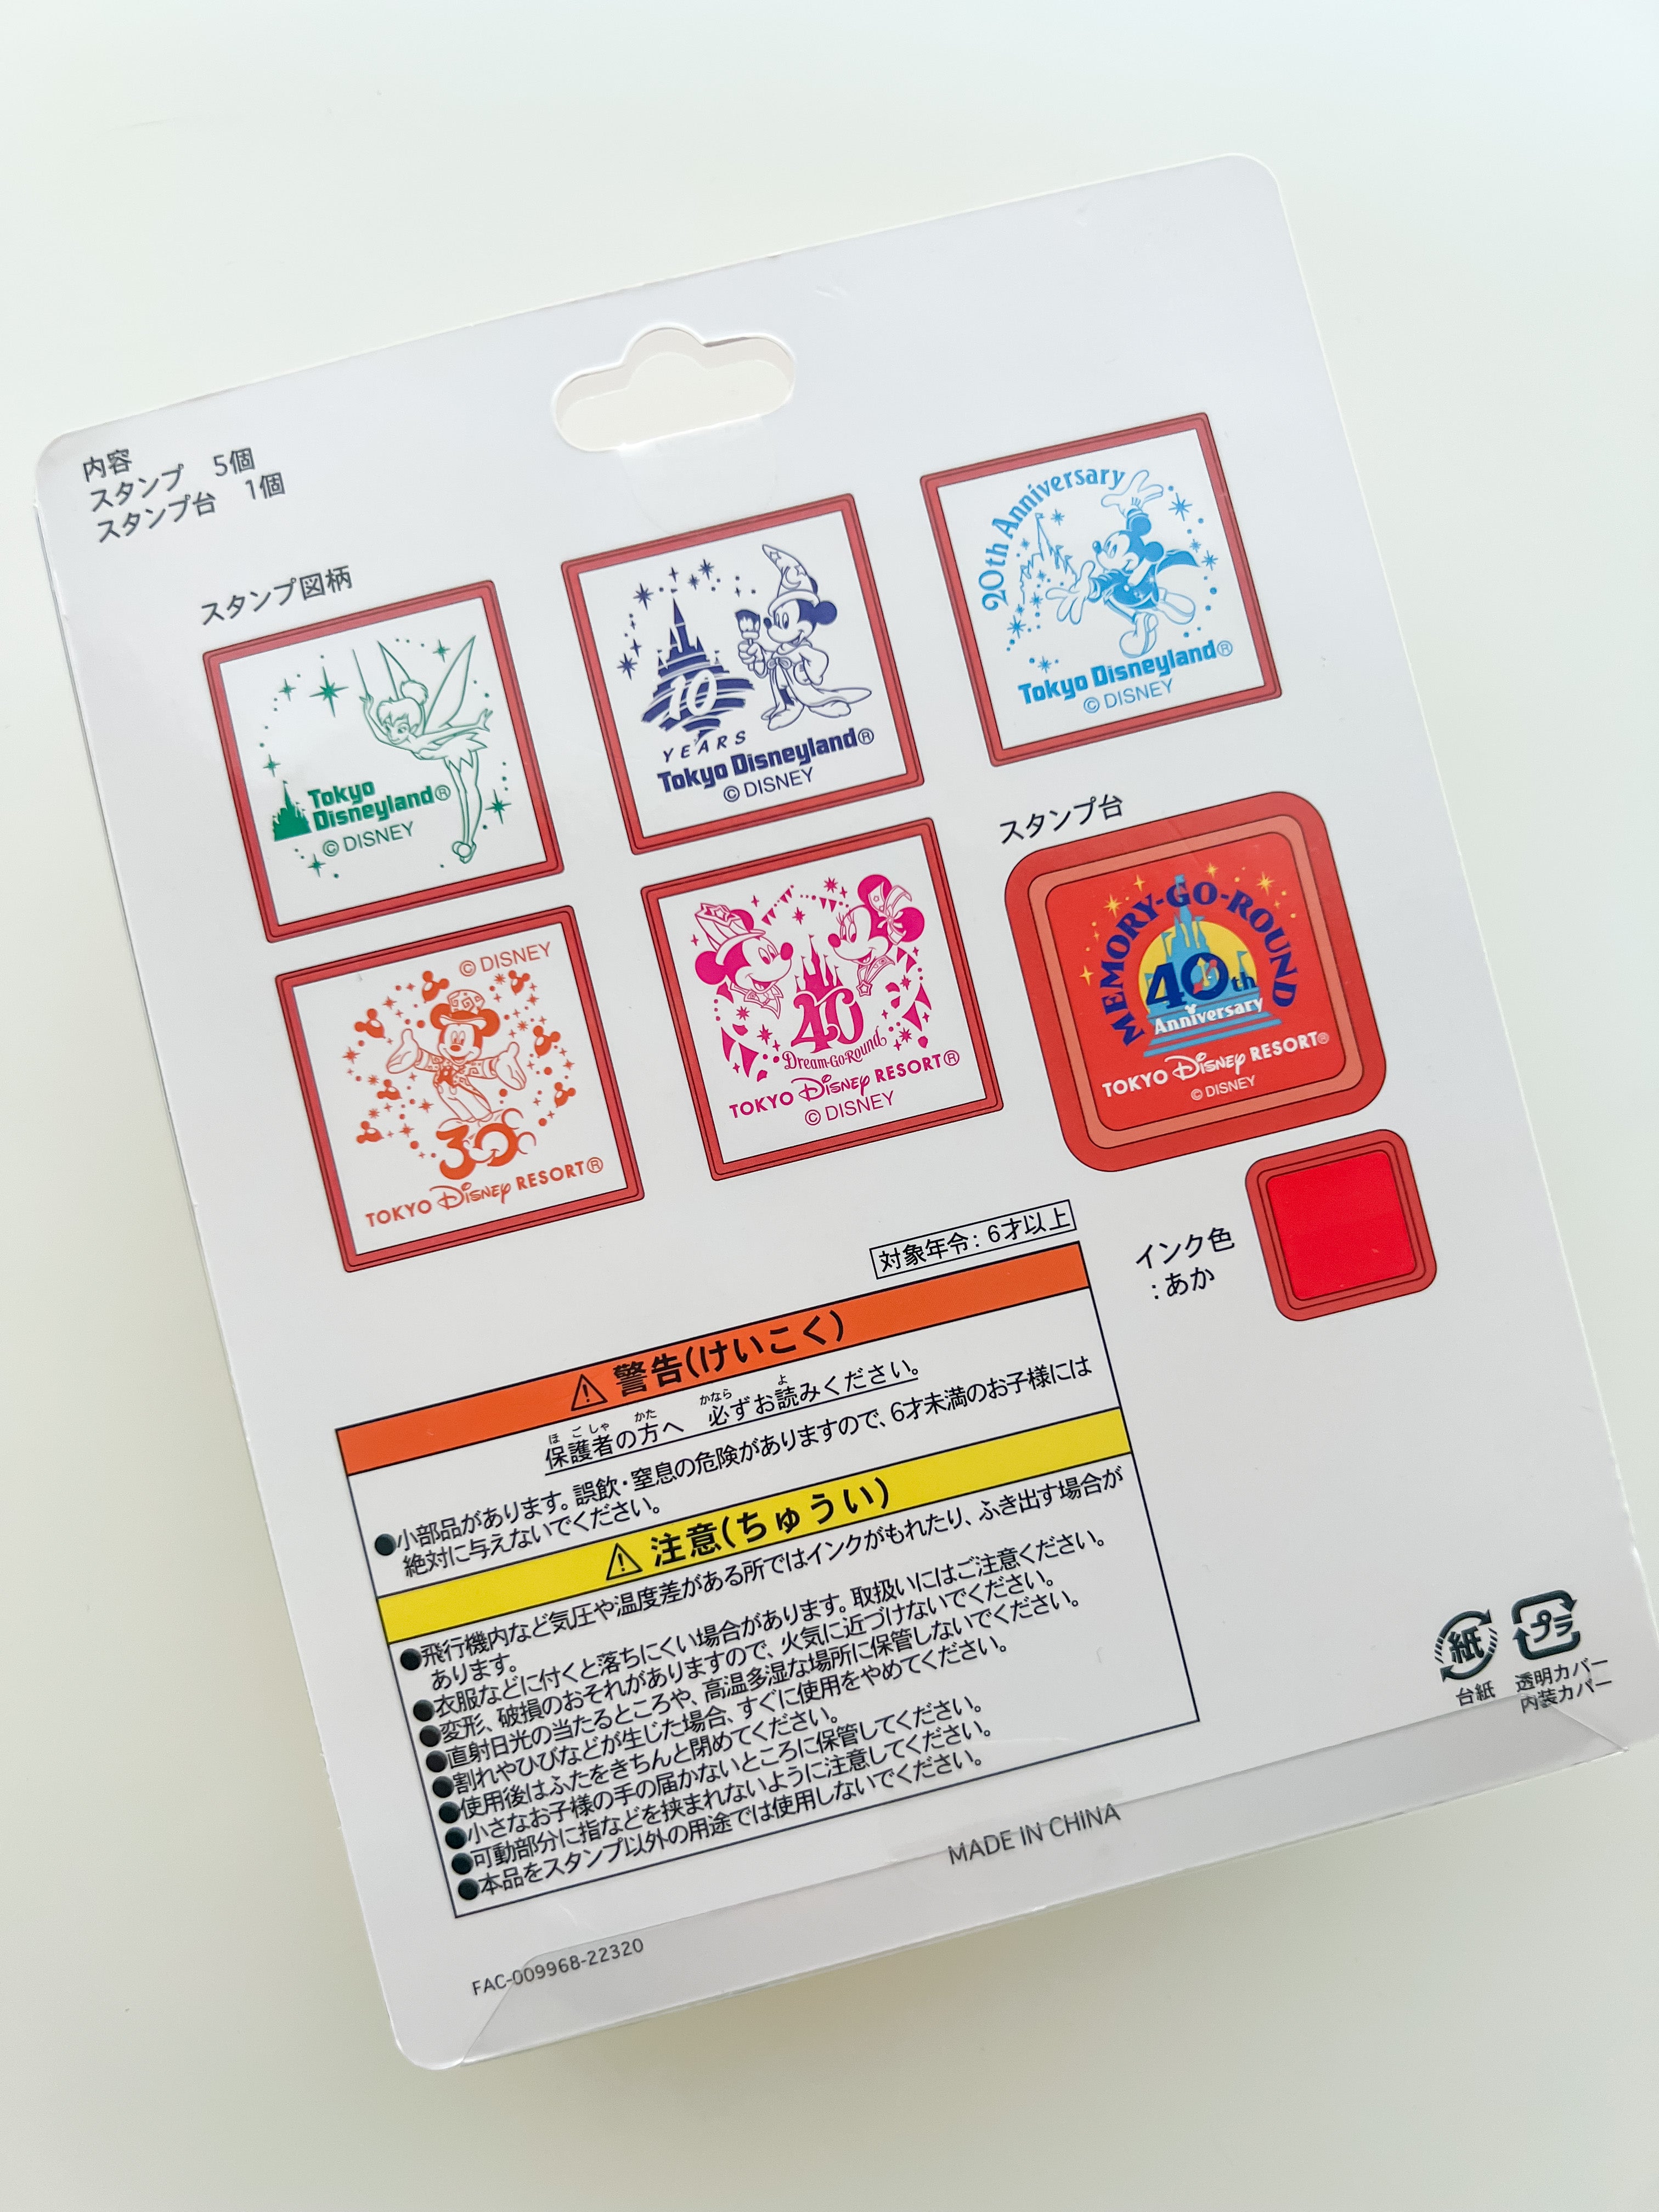 内容
スタンプ 5個
スタンプ台 1個
スタンプ図柄
Tokyo
Disneyland®
© DISNEY
10
YEARS
Tokyo Disneyland®
© DISNEY
20th Anniversary
Tokyo Disneyland®
© DISNEY
© DISNEY
30
TOKYO Disney RESORT®
40
Dream-Go-Round
TOKYO Disney RESORT®
© DISNEY
スタンプ台
MEMORY-GO-ROUND
40th
Anniversary
TOKYO Disney RESORT®
© DISNEY
インク色
:あか
対象年令:6才以上
⚠ 警告(けいこく)
ほごしゃ かた かなら よ
保護者の方へ 必ずお読みください。
●小部品があります。誤飲・窒息の危険がありますので、6才未満のお子様には
絶対に与えないでください。
⚠ 注意(ちゅうい)
●飛行機内など気圧や温度差がある所ではインクがもれたり、ふき出す場合が
あります。
●衣服などに付くと落ちにくい場合があります。取扱いにはご注意ください。
●変形、破損のおそれがありますので、火気に近づけないでください。
●直射日光の当たるところや、高温多湿な場所に保管しないでください。
●割れやひびなどが生じた場合、すぐに使用をやめてください。
●使用後はふたをきちんと閉めてください。
●小さなお子様の手の届かないところに保管してください。
●可動部分に指などを挟まれないように注意してください。
●本品をスタンプ以外の用途では使用しないでください。
MADE IN CHINA
紙
台紙
プラ
透明カバー
内装カバー
FAC-009968-22320